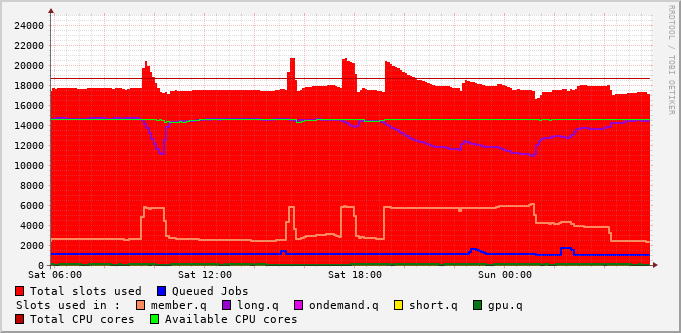 RRDTOOL / TOBI OETIKER
24000
22000
20000
18000
16000
14000
12000
10000
8000
6000
4000
2000
0
Sat 06:00 Sat 12:00 Sat 18:00 Sun 00:00
Total slots used Queued Jobs
Slots used in : member.q long.q ondemand.q short.q gpu.q
Total CPU cores Available CPU cores